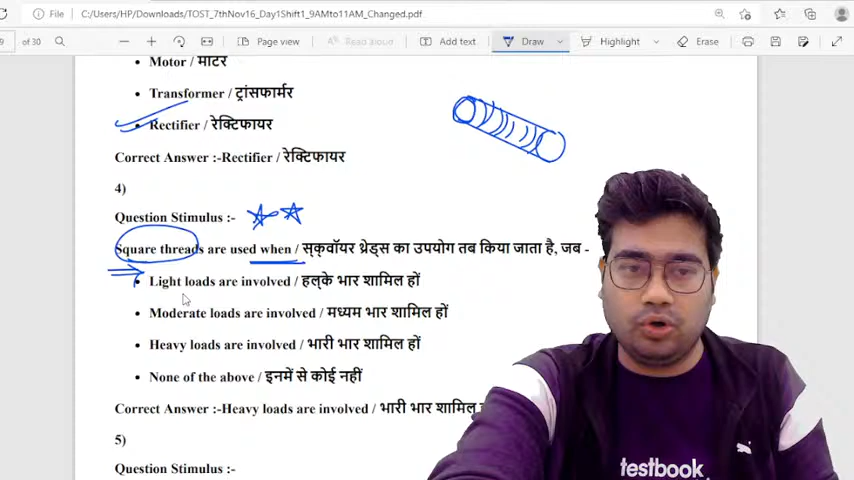 File
C:/Users/HP/Downloads/TOST_7thNov16_Day1Shift1_9AMto11AM_Changed.pdf
9 of 30
Page view
Read aloud
Add text
Draw
Highlight
Erase
• Motor / मोटर
• Transformer / ट्रांसफार्मर
• Rectifier / रेक्टिफायर
Correct Answer :-Rectifier / रेक्टिफायर
4)
Question Stimulus :-
Square threads are used when / स्क्वॉयर थ्रेड्स का उपयोग तब किया जाता है, जब -
• Light loads are involved / हल्के भार शामिल हों
• Moderate loads are involved / मध्यम भार शामिल हों
• Heavy loads are involved / भारी भार शामिल हों
• None of the above / इनमें से कोई नहीं
Correct Answer :-Heavy loads are involved / भारी भार शामिल
5)
Question Stimulus :-
testbook